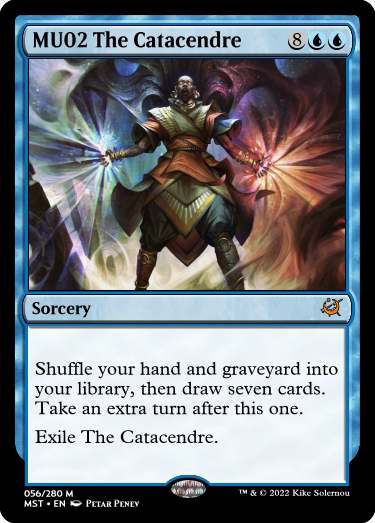 MU02 The Catacendre 8
Sorcery
Shuffle your hand and graveyard into
your library, then draw seven cards.
Take an extra turn after this one.
Exile The Catacendre.
056/280 M
MST • EN Petar Penev
™ & © 2022 Kike Solernou